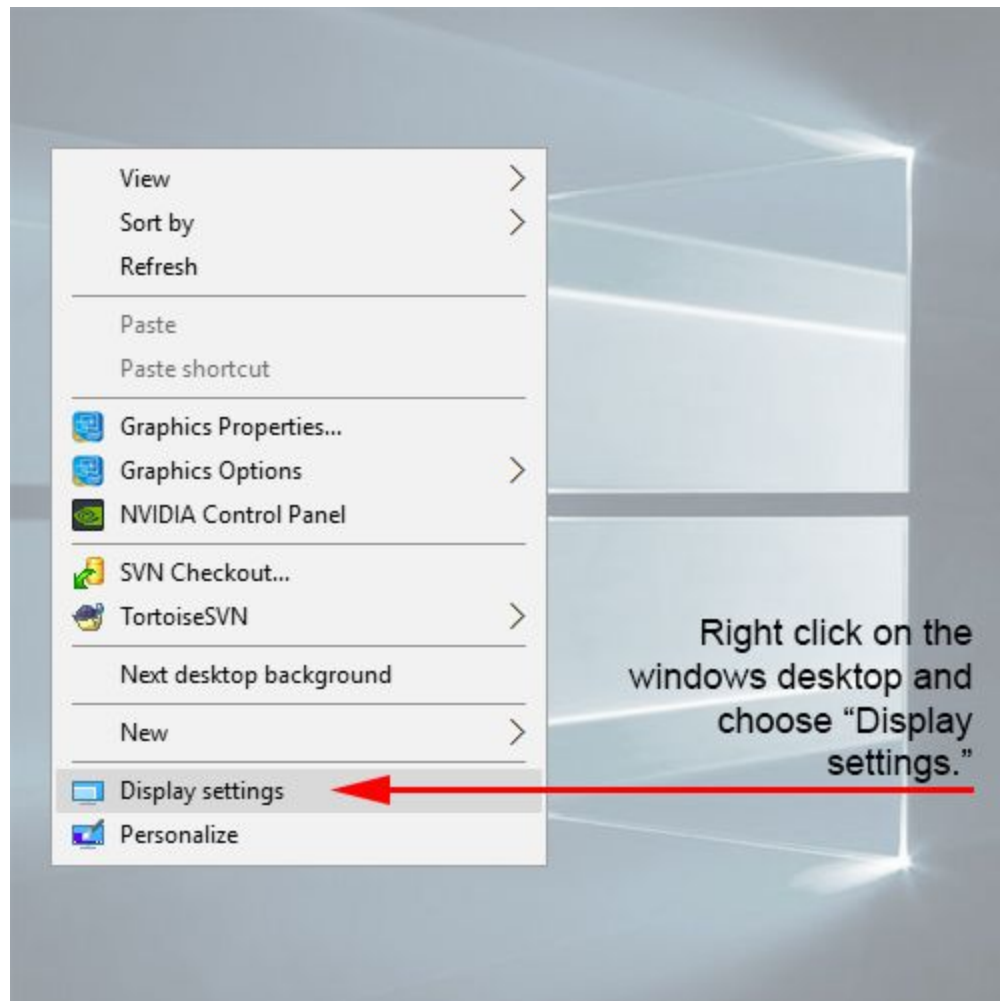 View
Sort by
Refresh
Paste
Paste shortcut
Graphics Properties...
Graphics Options
NVIDIA Control Panel
SVN Checkout...
TortoiseSVN
Next desktop background
New
Display settings
Personalize
Right click on the
windows desktop and
choose “Display
settings.”